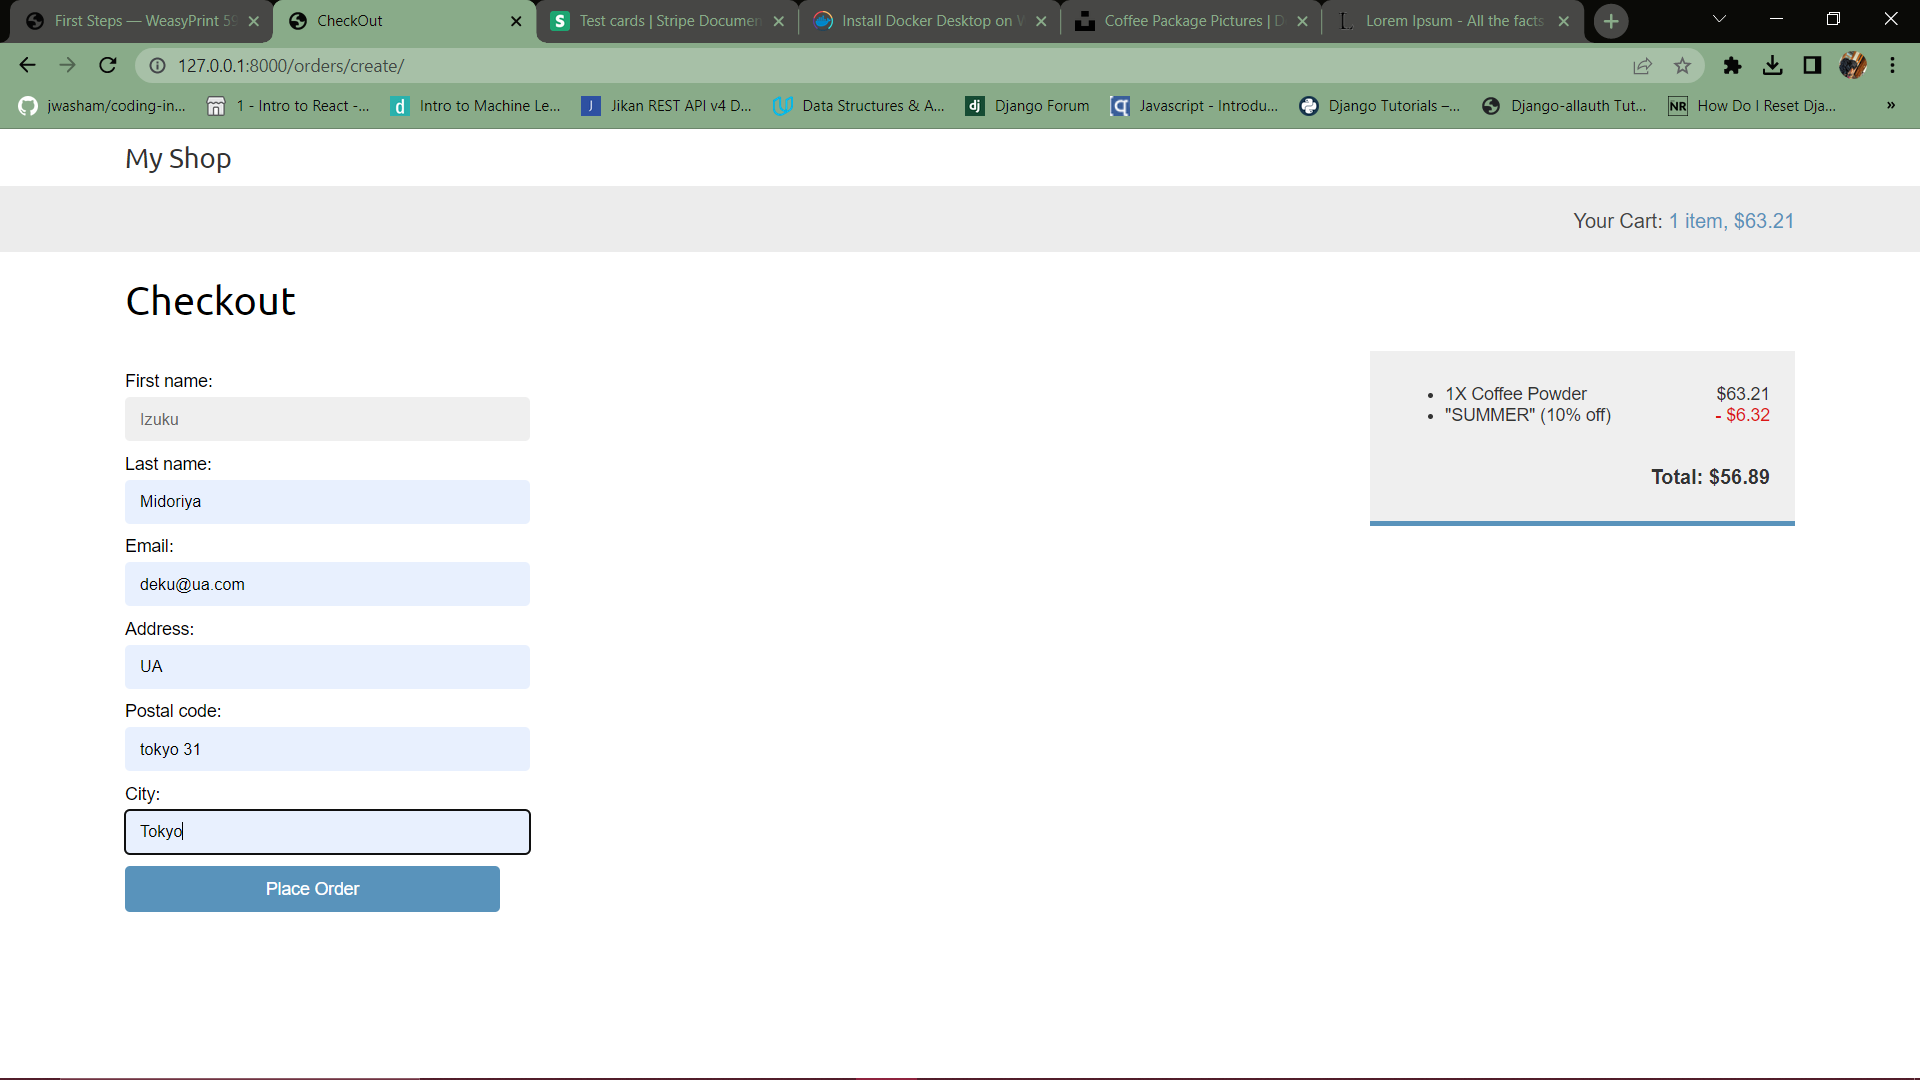 First Steps — WeasyPrint 59
CheckOut
Test cards | Stripe Documen
Install Docker Desktop on W
Coffee Package Pictures | D
Lorem Ipsum - All the facts
127.0.0.1:8000/orders/create/
jwasham/coding-in...
1 - Intro to React -...
Intro to Machine Le...
Jikan REST API v4 D...
Data Structures & A...
Django Forum
Javascript - Introdu...
Django Tutorials –...
Django-allauth Tut...
How Do I Reset Dja...
My Shop
Your Cart: 1 item, $63.21
Checkout
First name:
Izuku
Last name:
Midoriya
Email:
deku@ua.com
Address:
UA
Postal code:
tokyo 31
City:
Tokyo
Place Order
1X Coffee Powder $63.21
"SUMMER" (10% off) - $6.32
Total: $56.89